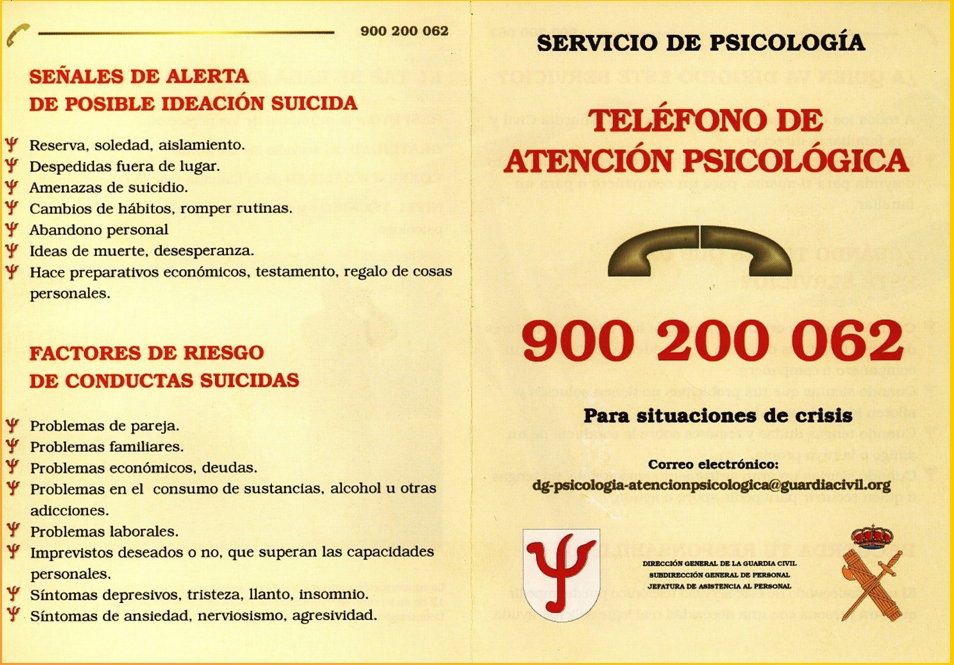 900 200 062
SEÑALES DE ALERTA
DE POSIBLE IDEACIÓN SUICIDA
Reserva, soledad, aislamiento.
Despedidas fuera de lugar.
Amenazas de suicidio.
Cambios de hábitos, romper rutinas.
Abandono personal
Ideas de muerte, desesperanza.
Hace preparativos económicos, testamento, regalo de cosas
personales.
FACTORES DE RIESGO
DE CONDUCTAS SUICIDAS
Problemas de pareja.
Problemas familiares.
Problemas económicos, deudas.
Problemas en el consumo de sustancias, alcohol u otras
adicciones.
Problemas laborales.
Imprevistos deseados o no, que superan las capacidades
personales.
Síntomas depresivos, tristeza, llanto, insomnio.
Síntomas de ansiedad, nerviosismo, agresividad.
SERVICIO DE PSICOLOGÍA
TELÉFONO DE
ATENCIÓN PSICOLÓGICA
900 200 062
Para situaciones de crisis
Correo electrónico:
dg-psicologia-atencionpsicologica@guardiacivil.org
DIRECCIÓN GENERAL DE LA GUARDIA CIVIL
SUBDIRECCIÓN GENERAL DE PERSONAL
JEFATURA DE ASISTENCIA AL PERSONAL